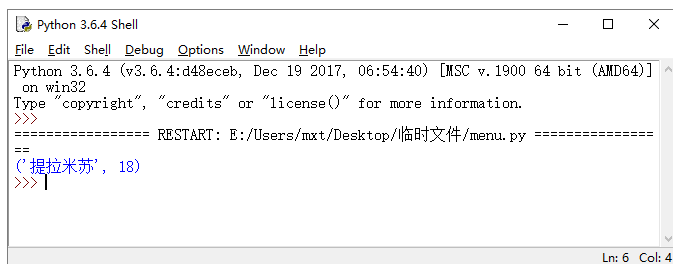 Python 3.6.4 Shell
File Edit Shell Debug Options Window Help
Python 3.6.4 (v3.6.4:d48eceb, Dec 19 2017, 06:54:40) [MSC v.1900 64 bit (AMD64)]
on win32
Type "copyright", "credits" or "license()" for more information.
>>>
================= RESTART: E:/Users/mxt/Desktop/临时文件/menu.py ===============
==
('提拉米苏', 18)
>>>
Ln: 6 Col: 4